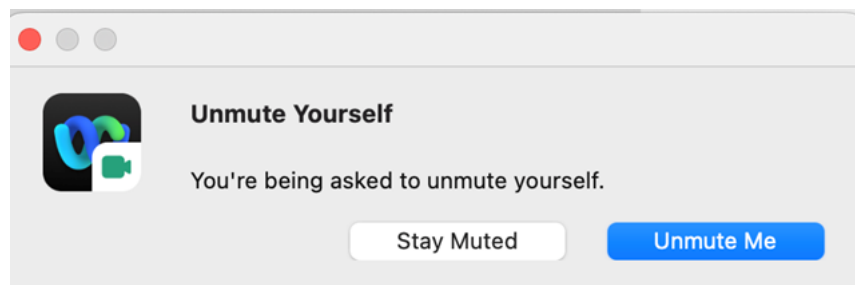 Unmute Yourself
You're being asked to unmute yourself.
Stay Muted
Unmute Me